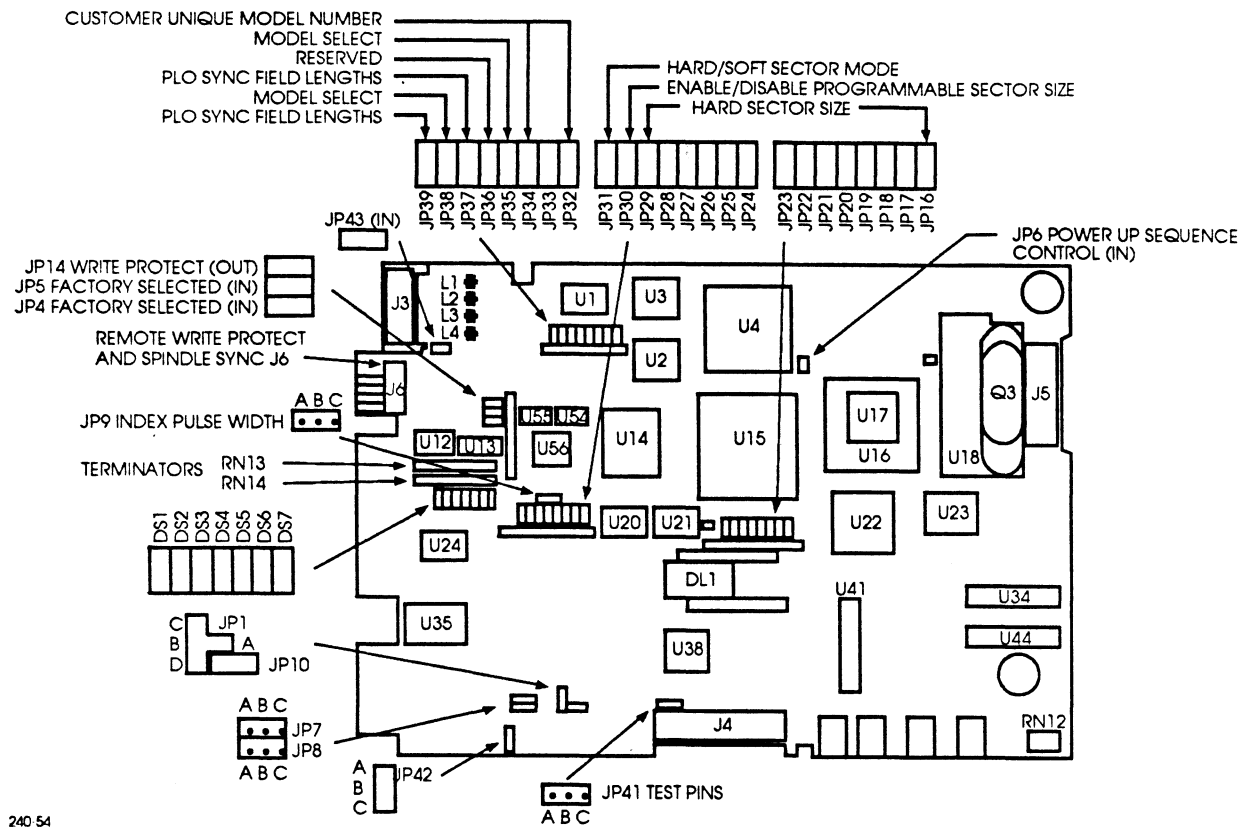 CUSTOMER UNIQUE MODEL NUMBER
MODEL SELECT
RESERVED
PLO SYNC FIELD LENGTHS
MODEL SELECT
PLO SYNC FIELD LENGTHS
HARD/SOFT SECTOR MODE
ENABLE/DISABLE PROGRAMMABLE SECTOR SIZE
HARD SECTOR SIZE
JP39 JP38 JP37 JP36 JP35 JP34 JP33 JP32
JP31 JP30 JP29 JP28 JP27 JP26 JP25 JP24
JP23 JP22 JP21 JP20 JP19 JP18 JP17 JP16
JP43 (IN)
JP6 POWER UP SEQUENCE
CONTROL (IN)
JP14 WRITE PROTECT (OUT)
JP5 FACTORY SELECTED (IN)
JP4 FACTORY SELECTED (IN)
REMOTE WRITE PROTECT
AND SPINDLE SYNC J6
A B C
JP9 INDEX PULSE WIDTH
TERMINATORS RN13
RN14
DS1 DS2 DS3 DS4 DS5 DS6 DS7
C JP1
B A
D JP10
A B C
JP7
JP8
A B C
JP42
A
B
C
JP41 TEST PINS
A B C
J3
L1
L2
L3
L4
U1
U3
U4
U2
J6
U12
U13
U55
U54
U56
U14
U15
U17
U16
U18
Q3
J5
U20
U21
U22
U23
U24
DL1
U41
U34
U44
U35
U38
J4
RN12
240-54